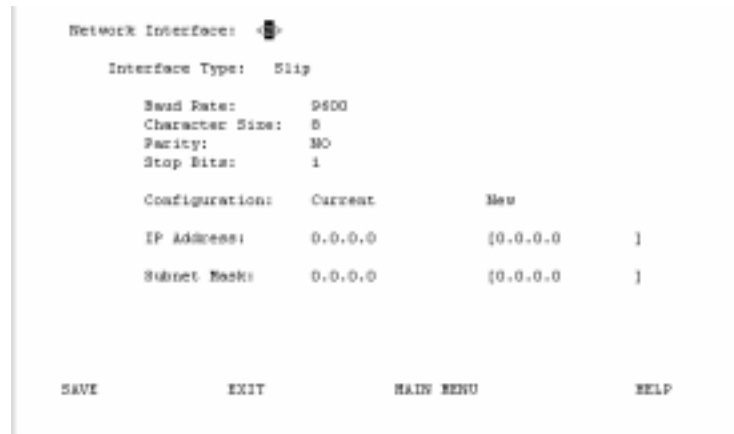 Network Interface: < >
Interface Type: Slip
Baud Rate: 9600
Character Size: 8
Parity: NO
Stop Bits: 1
Configuration: Current New
IP Address: 0.0.0.0 [0.0.0.0 ]
Subnet Mask: 0.0.0.0 [0.0.0.0 ]
SAVE EXIT MAIN MENU HELP